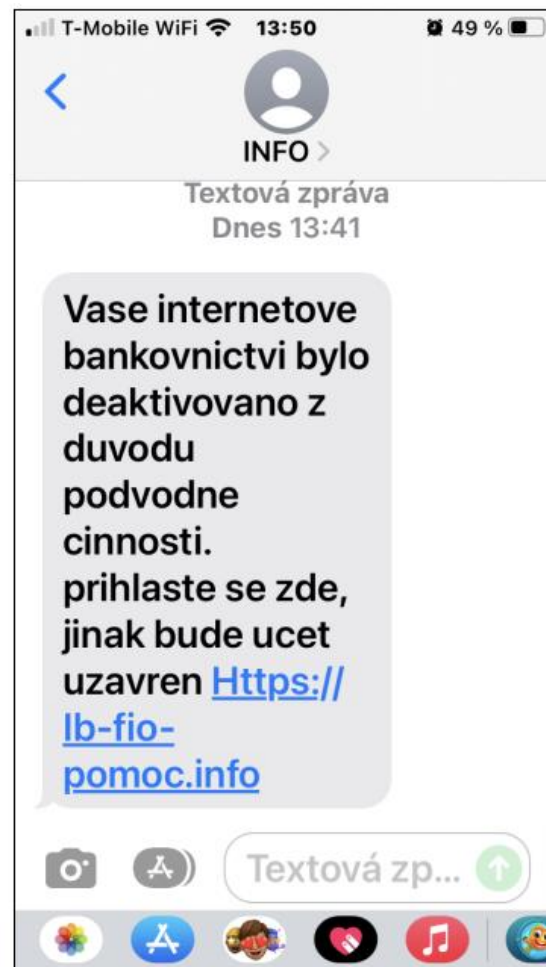 T-Mobile WiFi 13:50 49 %
INFO >
Textová zpráva
Dnes 13:41
Vase internetove
bankovnictvi bylo
deaktivovano z
duvodu
podvodne
cinnosti.
prihlaste se zde,
jinak bude ucet
uzavren Https://
Ib-fio-
pomoc.info
Textová zp...